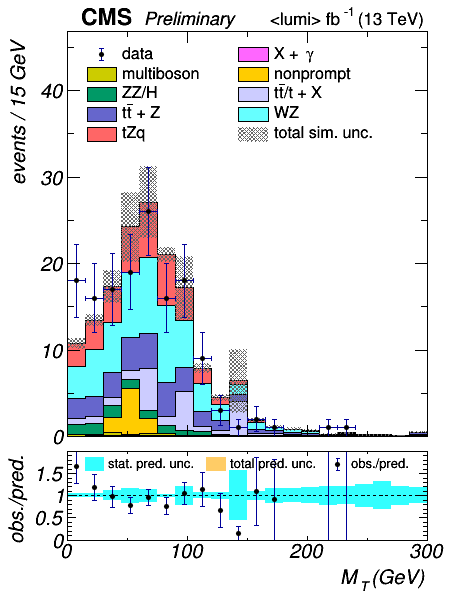 CMS Preliminary <lumi> fb⁻¹ (13 TeV)
events / 15 GeV
40
30
20
10
0
data
multiboson
ZZ/H
tt̄ + Z
tZq
X + γ
nonprompt
tt̄/t + X
WZ
total sim. unc.
obs./pred.
1.5
1
0.5
0
stat. pred. unc. total pred. unc. obs./pred.
0 100 200 300
M_T (GeV)